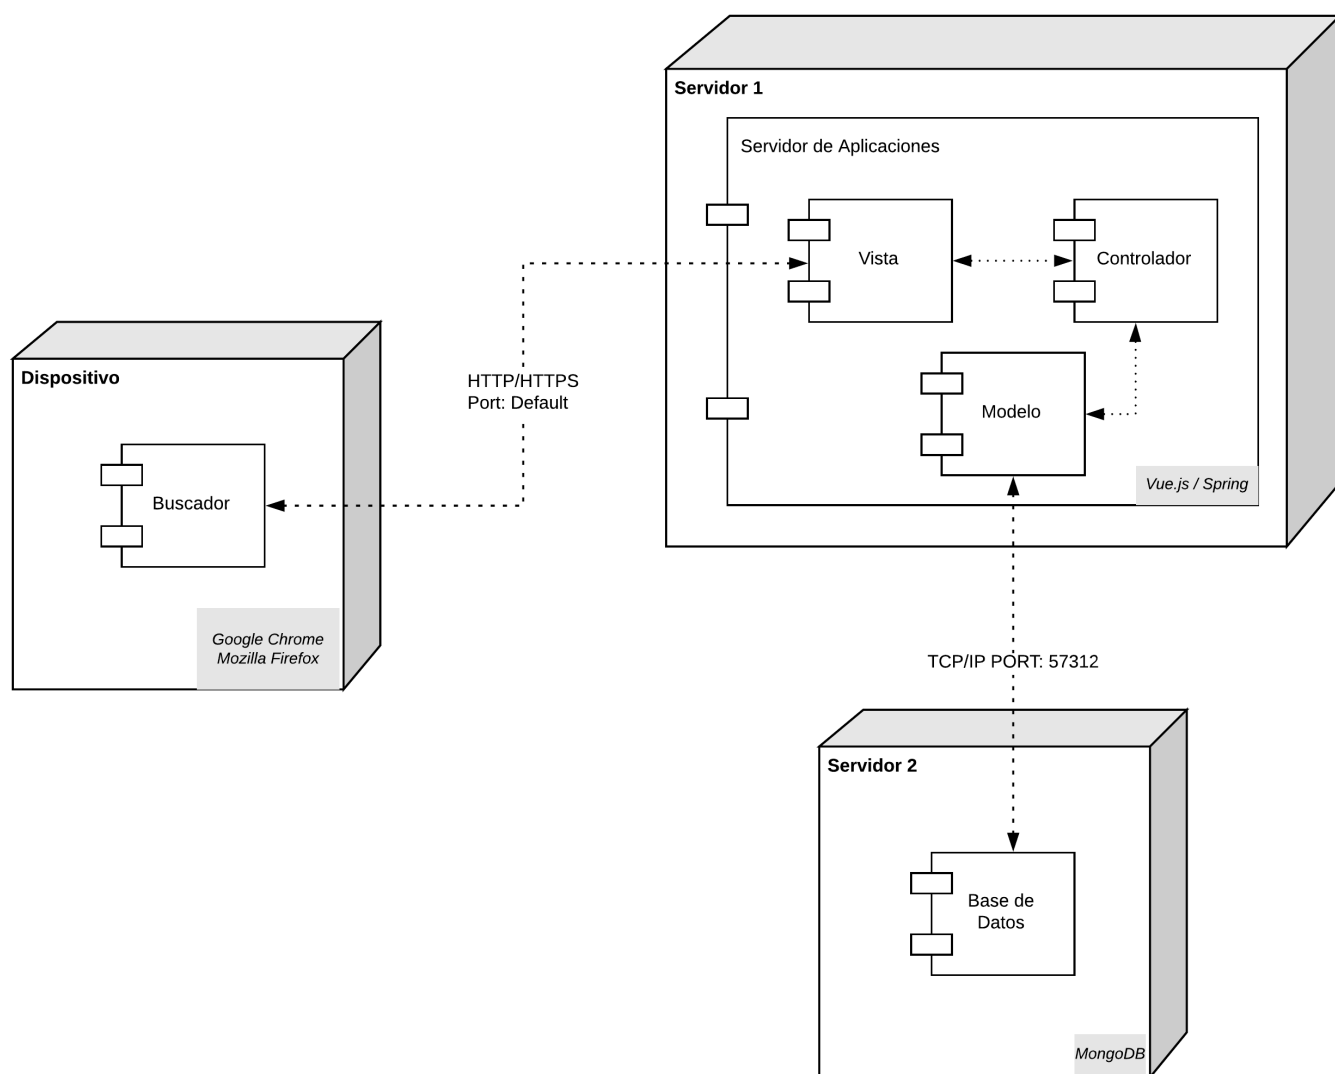 Servidor 1
Servidor de Aplicaciones
Vista
Controlador
Modelo
Vue.js / Spring
HTTP/HTTPS
Port: Default
Dispositivo
Buscador
Google Chrome
Mozilla Firefox
TCP/IP PORT: 57312
Servidor 2
Base de
Datos
MongoDB